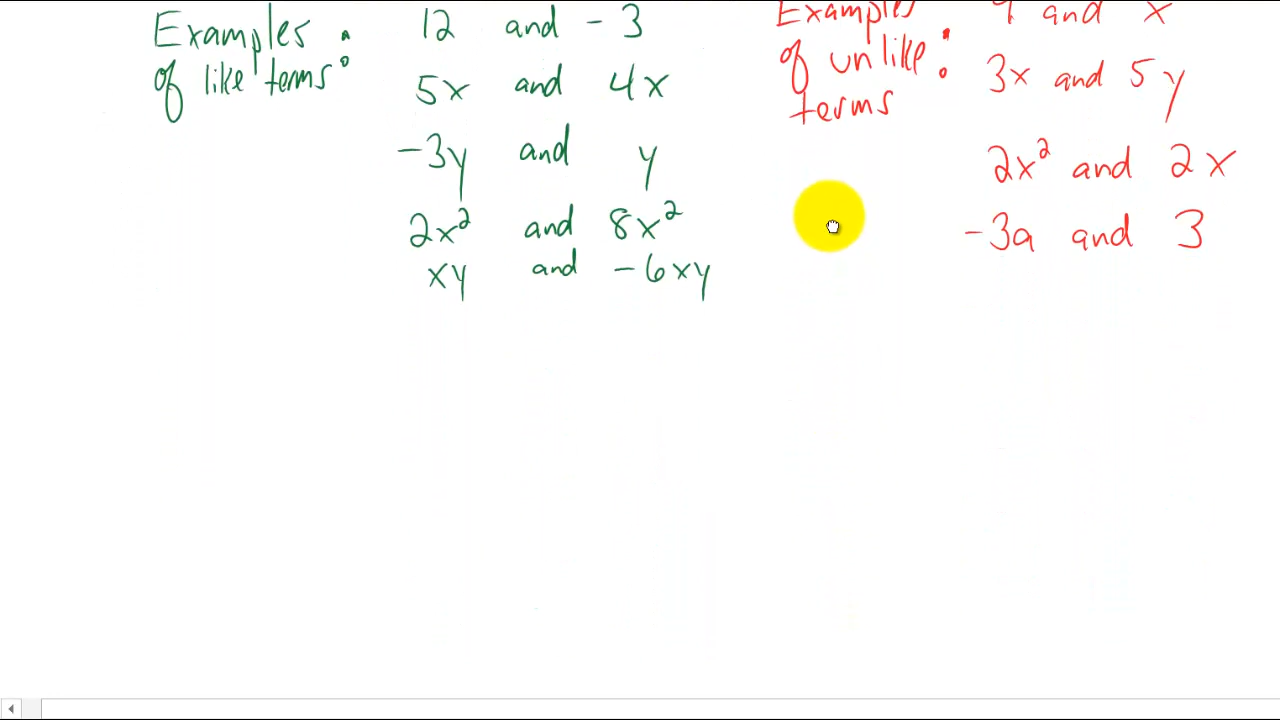 Examples :
of like terms
12 and -3
5x and 4x
-3y and y
2x² and 8x²
xy and -6xy
Examples
of unlike :
terms
and x
3x and 5y
2x² and 2x
-3a and 3